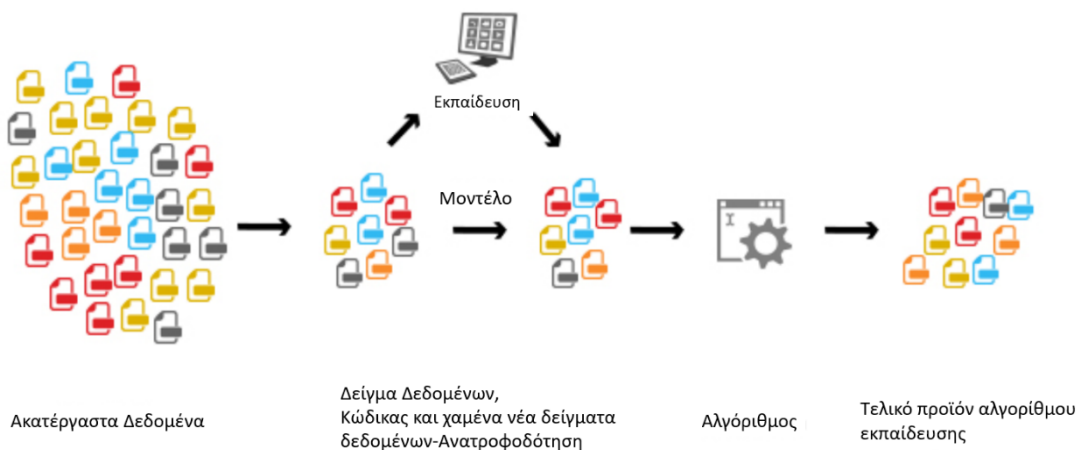 Εκπαίδευση
Μοντέλο
Ακατέργαστα Δεδομένα
Δείγμα Δεδομένων,
Κώδικας και χαμένα νέα δείγματα
δεδομένων-Ανατροφοδότηση
Αλγόριθμος
Τελικό προϊόν αλγορίθμου
εκπαίδευσης